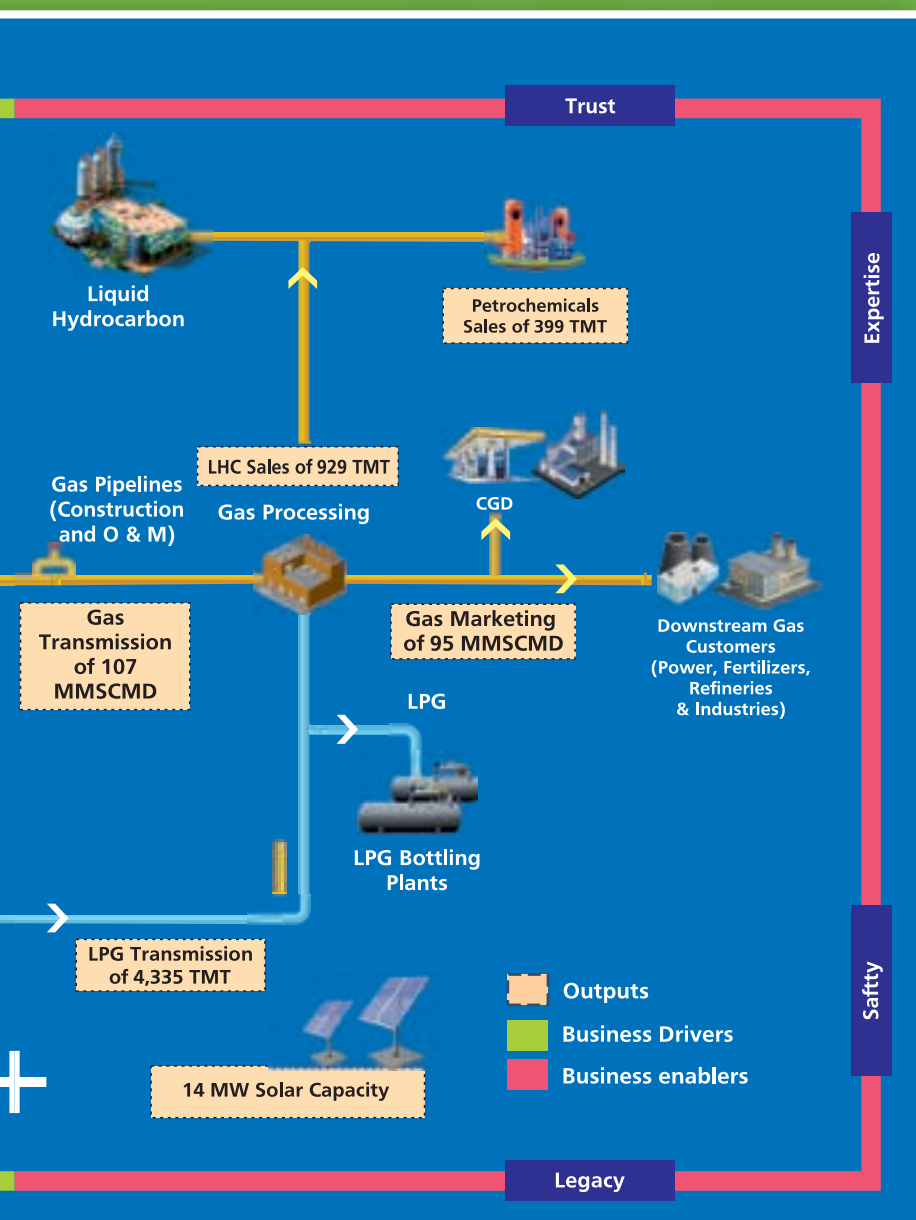 Trust
Expertise
Liquid
Hydrocarbon
Petrochemicals
Sales of 399 TMT
LHC Sales of 929 TMT
Gas Pipelines
(Construction
and O & M)
Gas Processing
CGD
Gas
Transmission
of 107
MMSCMD
Gas Marketing
of 95 MMSCMD
Downstream Gas
Customers
(Power, Fertilizers,
Refineries
& Industries)
LPG
LPG Bottling
Plants
LPG Transmission
of 4,335 TMT
Saftty
Outputs
Business Drivers
Business enablers
14 MW Solar Capacity
Legacy